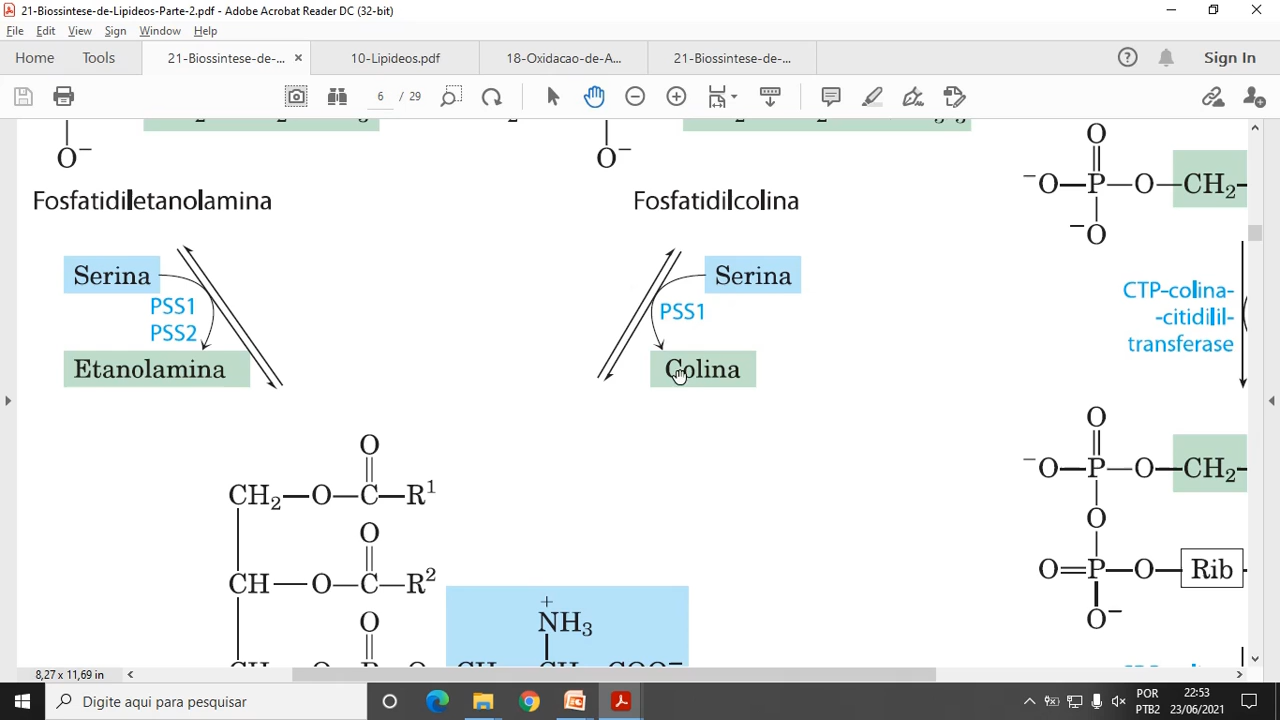 21-Biossintese-de-Lipideos-Parte-2.pdf - Adobe Acrobat Reader DC (32-bit)
File Edit View Sign Window Help
Home Tools 21-Biossintese-de-... × 10-Lipideos.pdf 18-Oxidacao-de-A... 21-Biossintese-de-... Sign In
6 / 29
O⁻ O⁻
O
Fosfatidiletanolamina Fosfatidilcolina
⁻O—P—O—CH₂—
⁻O
Serina Serina
PSS1 PSS1
PSS2
CTP-colina-
-citidilil-
transferase
Etanolamina Colina
O O
CH₂—O—C—R¹ ⁻O—P—O—CH₂—
O O
CH—O—C—R² O=P—O—Rib
O O⁻
+
NH₃
8,27 x 11,69 in
Digite aqui para pesquisar
POR 22:53
PTB2 23/06/2021